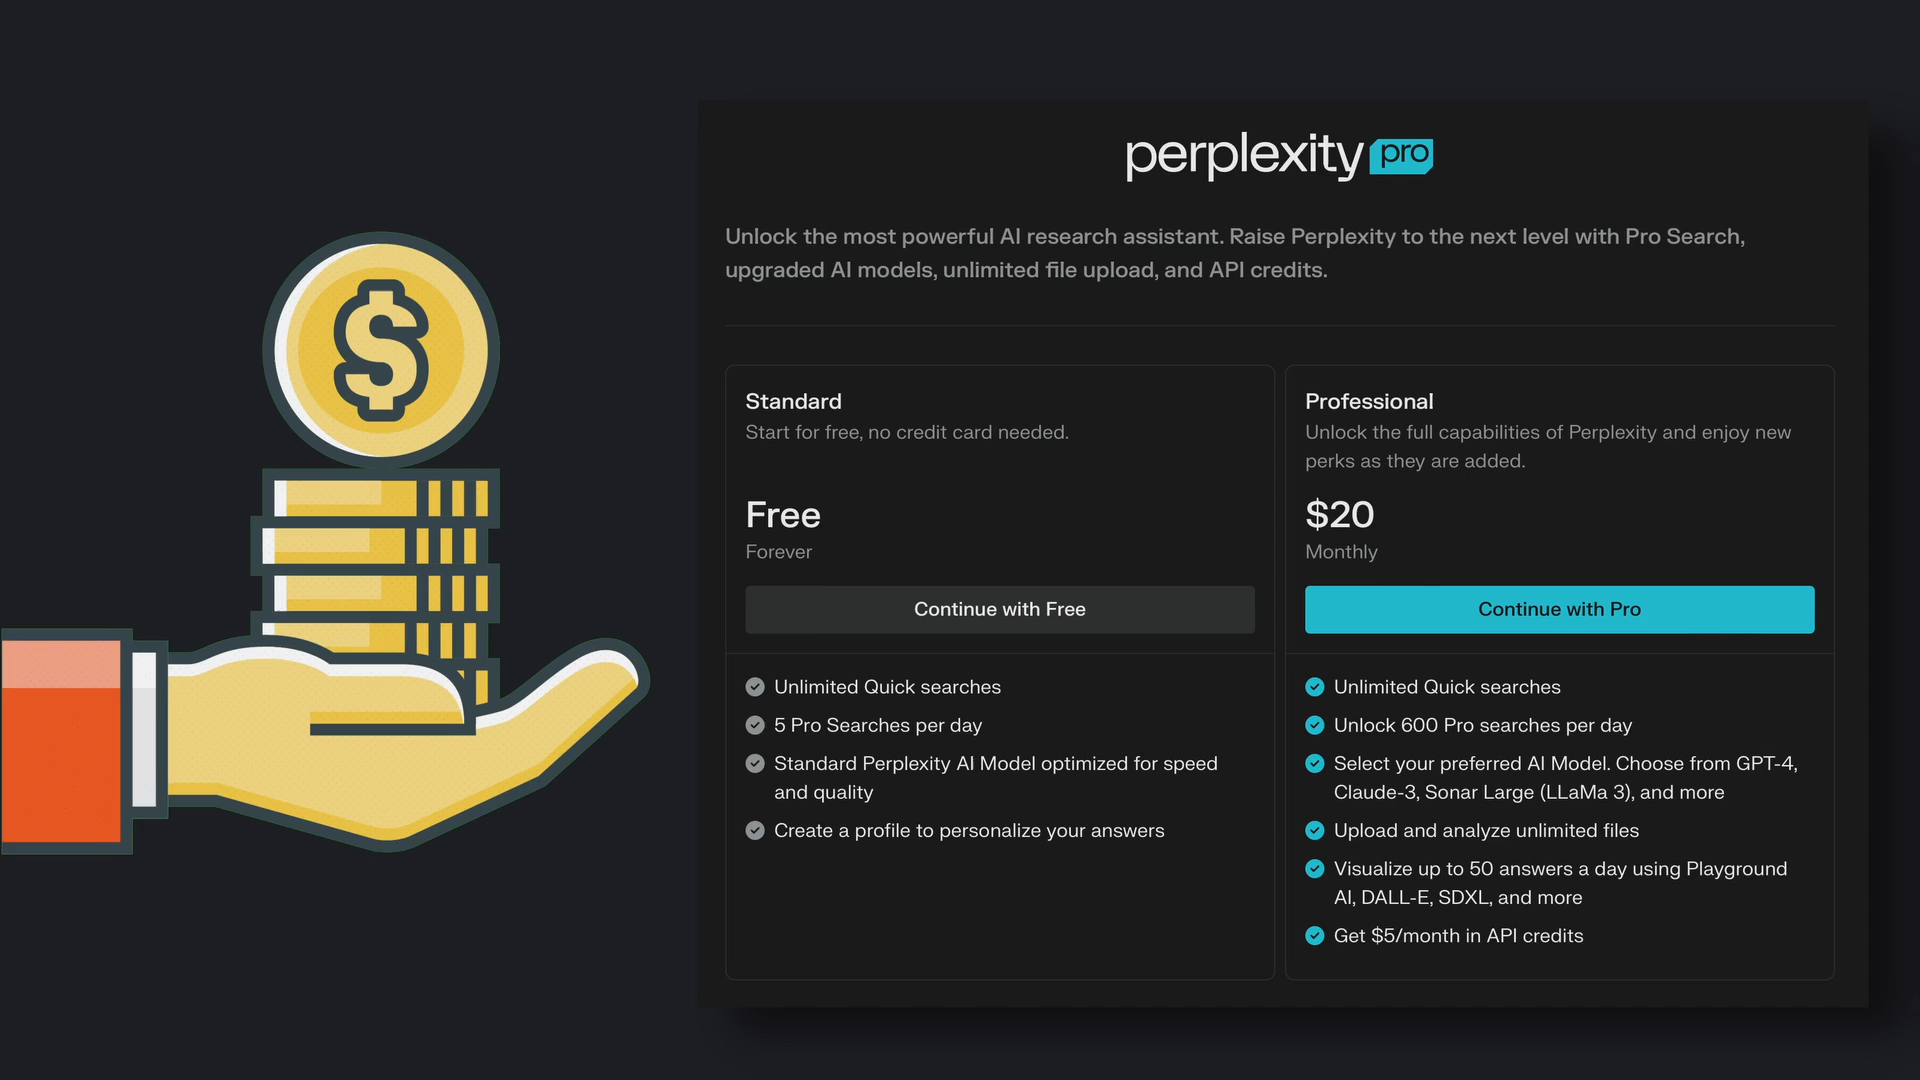 $
perplexity pro
Unlock the most powerful AI research assistant. Raise Perplexity to the next level with Pro Search,
upgraded AI models, unlimited file upload, and API credits.
Standard
Start for free, no credit card needed.
Free
Forever
Continue with Free
Unlimited Quick searches
5 Pro Searches per day
Standard Perplexity AI Model optimized for speed
and quality
Create a profile to personalize your answers
Professional
Unlock the full capabilities of Perplexity and enjoy new
perks as they are added.
$20
Monthly
Continue with Pro
Unlimited Quick searches
Unlock 600 Pro searches per day
Select your preferred AI Model. Choose from GPT-4,
Claude-3, Sonar Large (LLaMa 3), and more
Upload and analyze unlimited files
Visualize up to 50 answers a day using Playground
AI, DALL-E, SDXL, and more
Get $5/month in API credits